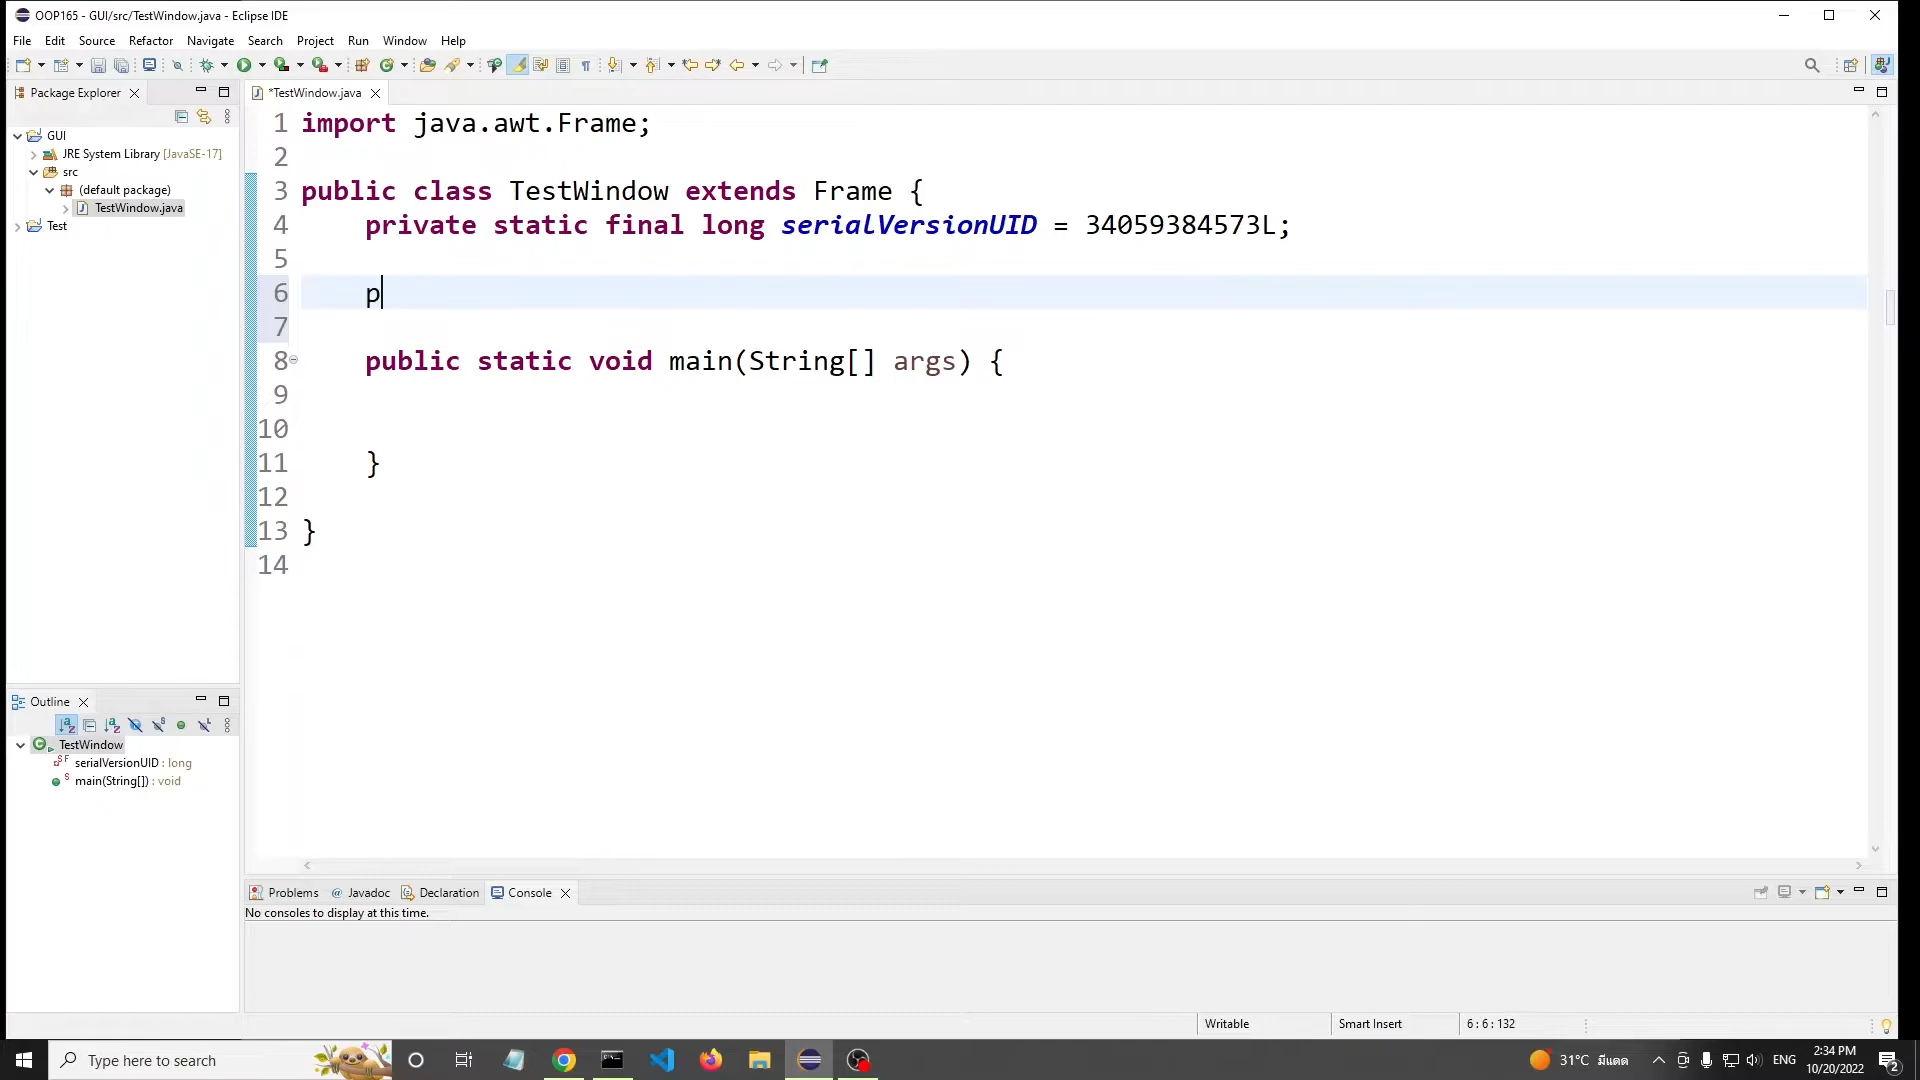 OOP165 - GUI/src/TestWindow.java - Eclipse IDE
File Edit Source Refactor Navigate Search Project Run Window Help
Package Explorer
*TestWindow.java
GUI
JRE System Library [JavaSE-17]
src
(default package)
TestWindow.java
Test
1 import java.awt.Frame;
2
3 public class TestWindow extends Frame {
4 private static final long serialVersionUID = 34059384573L;
5
6 p
7
8 public static void main(String[] args) {
9
10
11 }
12
13 }
14
Outline
TestWindow
serialVersionUID : long
main(String[]) : void
Problems @ Javadoc Declaration Console
No consoles to display at this time.
Writable Smart Insert 6 : 6 : 132
Type here to search
31°C มีแดด ENG
2:34 PM
10/20/2022
2